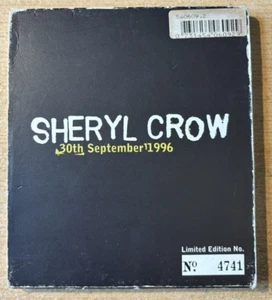 SHERYL CROW
30th September 1996
Limited Edition No.
No. 4741